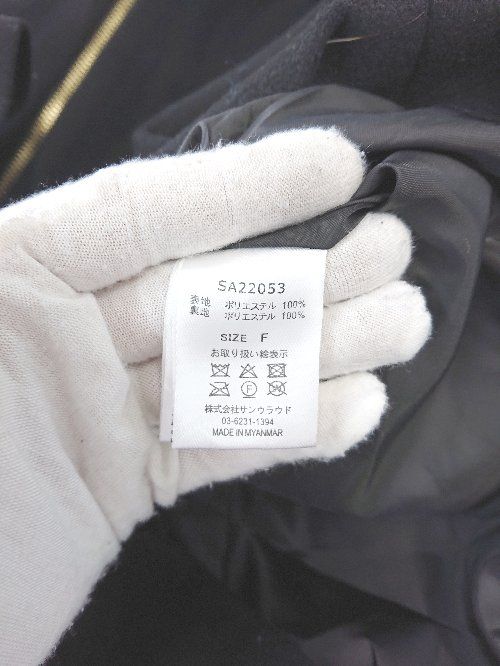 SA22053
表地 ポリエステル 100%
裏地 ポリエステル 100%
SIZE F
お取り扱い絵表示
F
株式会社サンウラウド
03-6231-1394
MADE IN MYANMAR